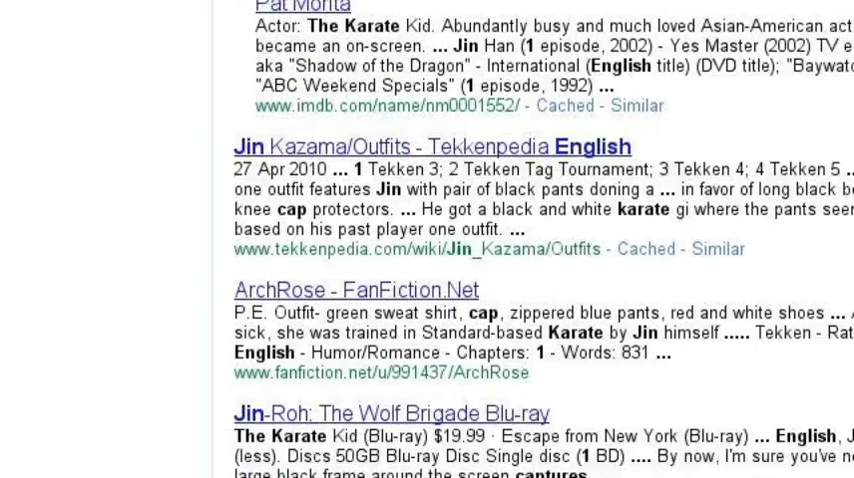 Pat Morita
Actor: The Karate Kid. Abundantly busy and much loved Asian-American act
became an on-screen. ... Jin Han (1 episode, 2002) - Yes Master (2002) TV e
aka "Shadow of the Dragon" - International (English title) (DVD title); "Baywatc
"ABC Weekend Specials" (1 episode, 1992) ...
www.imdb.com/name/nm0001552/ - Cached - Similar
Jin Kazama/Outfits - Tekkenpedia English
27 Apr 2010 ... 1 Tekken 3; 2 Tekken Tag Tournament; 3 Tekken 4; 4 Tekken 5 ..
one outfit features Jin with pair of black pants doning a ... in favor of long black b
knee cap protectors. ... He got a black and white karate gi where the pants seer
based on his past player one outfit. ...
www.tekkenpedia.com/wiki/Jin_Kazama/Outfits - Cached - Similar
ArchRose - FanFiction.Net
P.E. Outfit- green sweat shirt, cap, zippered blue pants, red and white shoes ...
sick, she was trained in Standard-based Karate by Jin himself ..... Tekken - Rat
English - Humor/Romance - Chapters: 1 - Words: 831 ...
www.fanfiction.net/u/991437/ArchRose
Jin-Roh: The Wolf Brigade Blu-ray
The Karate Kid (Blu-ray) $19.99 · Escape from New York (Blu-ray) ... English, J
(less). Discs 50GB Blu-ray Disc Single disc (1 BD) .... By now, I'm sure you've n
large black frame around the screen captures